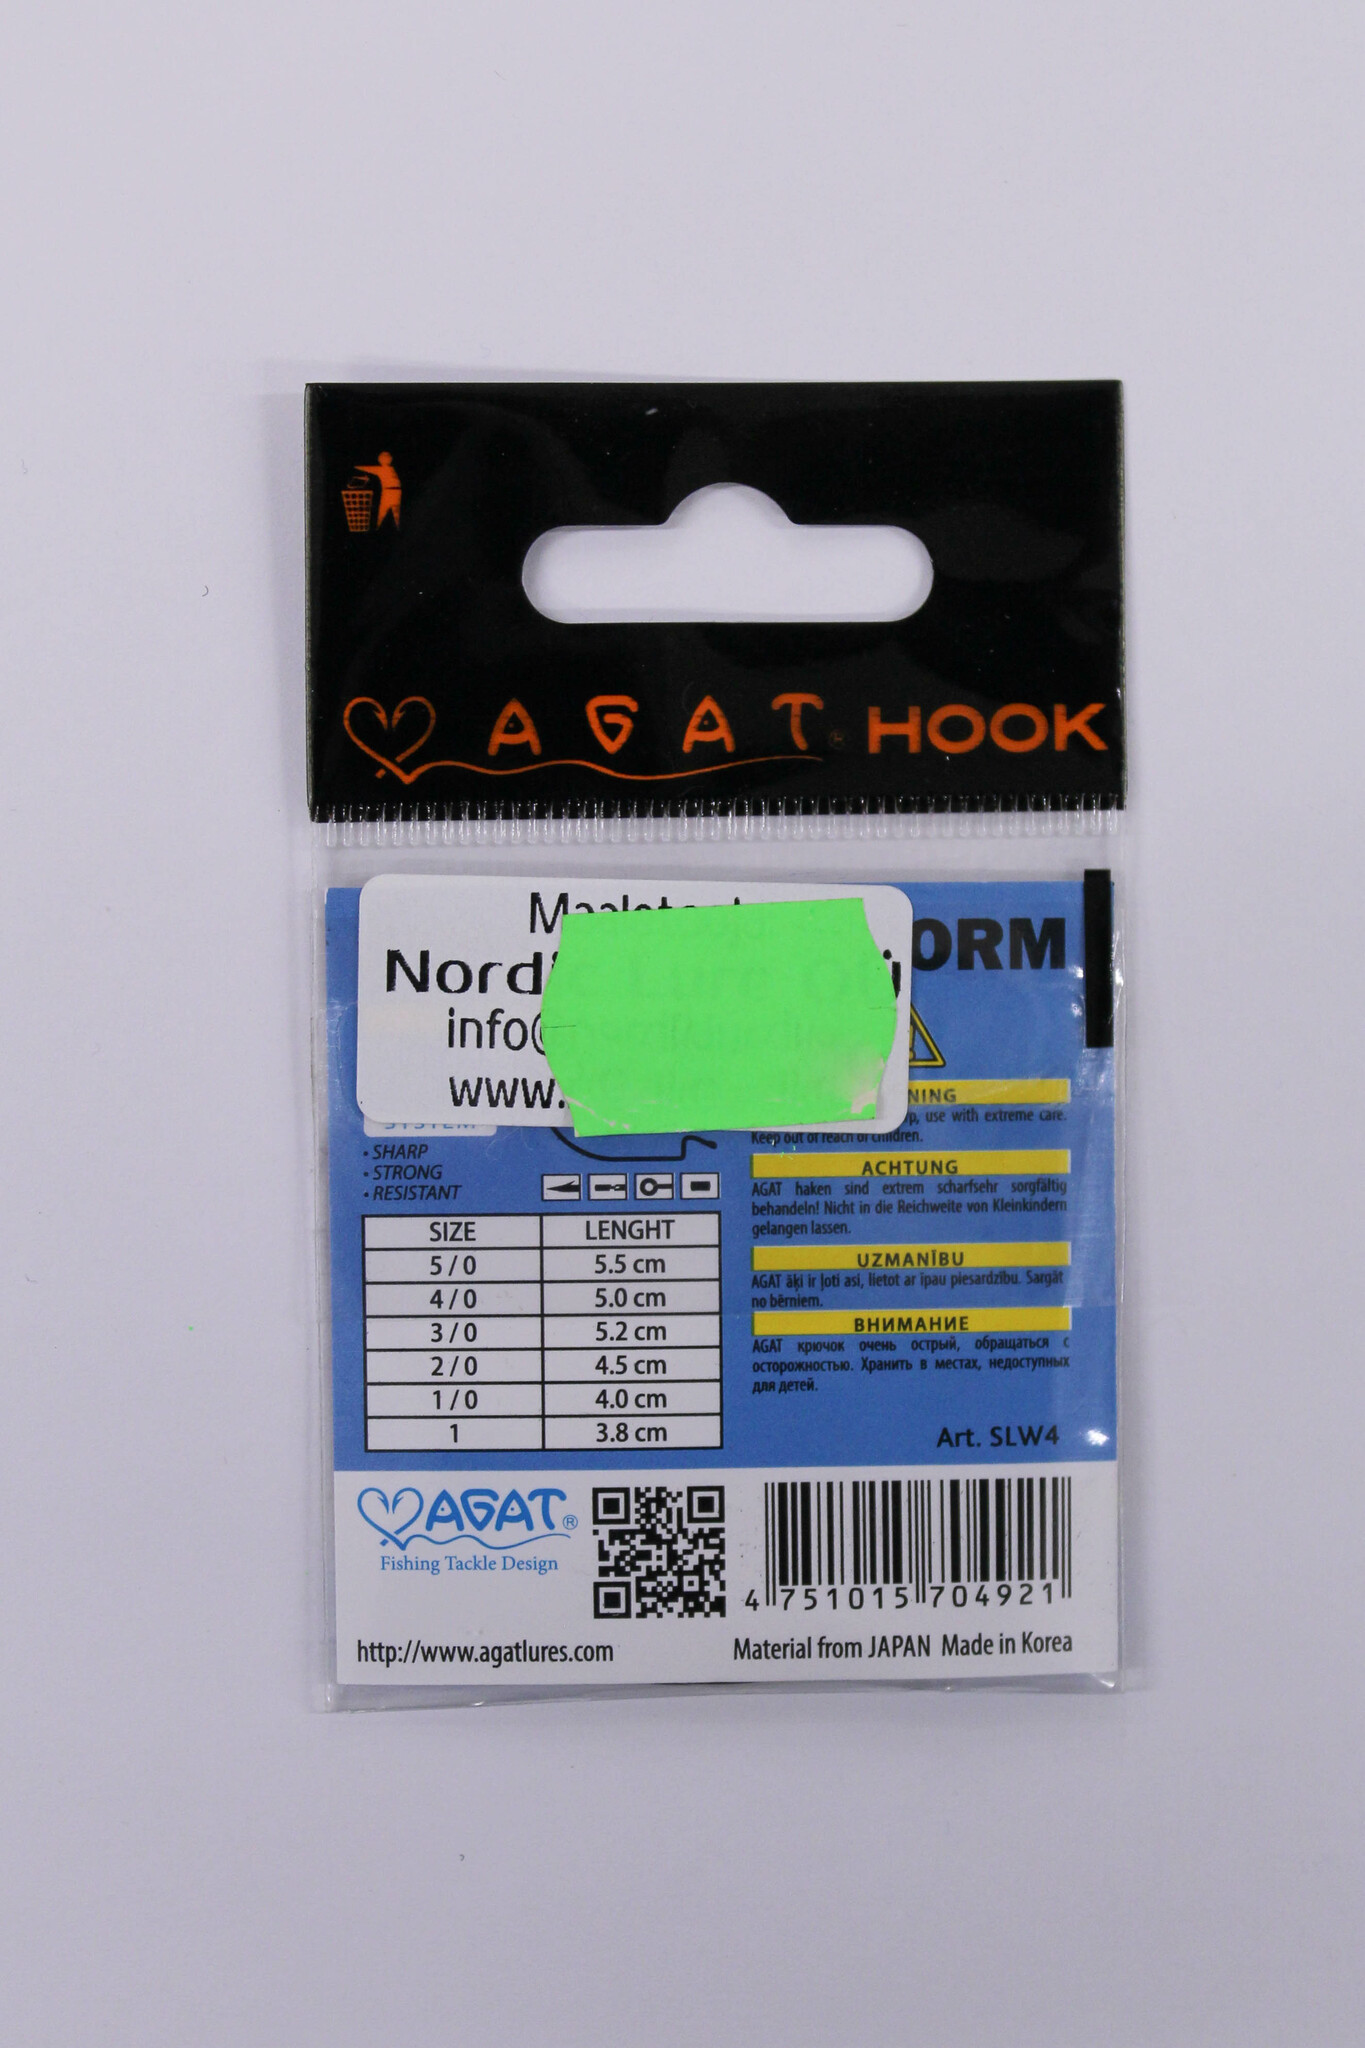 AGAT HOOK
Nordic
info@
www.
ORM
NING
use with extreme care.
Keep out of reach of children.
• SHARP
• STRONG
• RESISTANT
ACHTUNG
AGAT haken sind extrem scharfsehr sorgfältig
behandeln! Nicht in die Reichweite von Kleinkindern
gelangen lassen.
UZMANĪBU
AGAT āķi ir ļoti asi, lietot ar īpau piesardzību. Sargāt
no bērniem.
ВНИМАНИЕ
AGAT крючок очень острый, обращаться с
осторожностью. Хранить в местах, недоступных
для детей.
SIZE LENGHT
5 / 0 5.5 cm
4 / 0 5.0 cm
3 / 0 5.2 cm
2 / 0 4.5 cm
1 / 0 4.0 cm
1 3.8 cm
Art. SLW4
AGAT®
Fishing Tackle Design
4 751015 704921
http://www.agatlures.com
Material from JAPAN Made in Korea